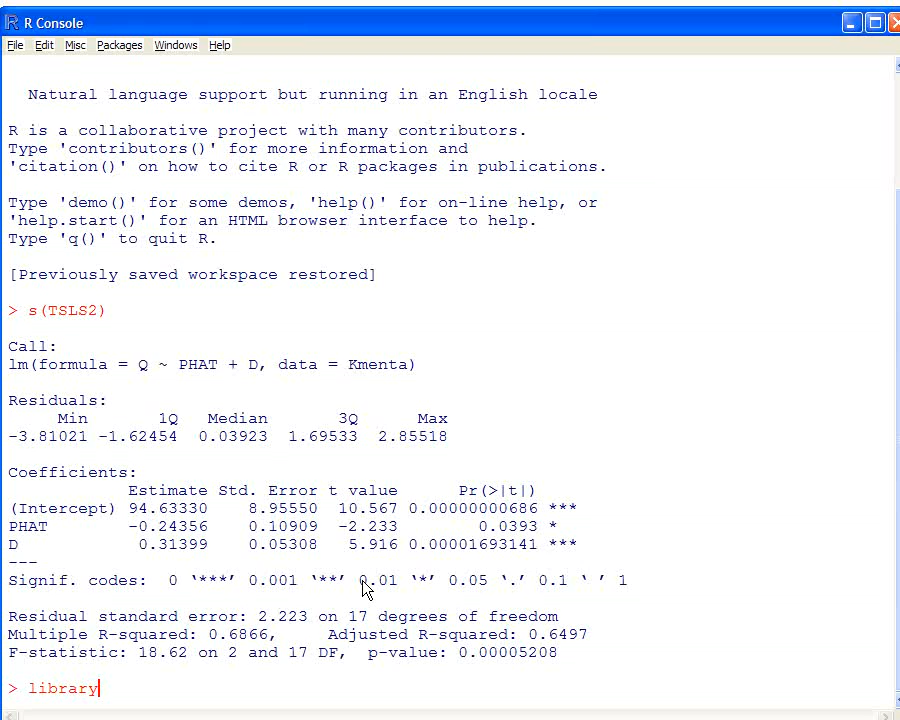 R Console
File Edit Misc Packages Windows Help
Natural language support but running in an English locale
R is a collaborative project with many contributors.
Type 'contributors()' for more information and
'citation()' on how to cite R or R packages in publications.
Type 'demo()' for some demos, 'help()' for on-line help, or
'help.start()' for an HTML browser interface to help.
Type 'q()' to quit R.
[Previously saved workspace restored]
> s(TSLS2)
Call:
lm(formula = Q ~ PHAT + D, data = Kmenta)
Residuals:
Min 1Q Median 3Q Max
-3.81021 -1.62454 0.03923 1.69533 2.85518
Coefficients:
Estimate Std. Error t value Pr(>|t|)
(Intercept) 94.63330 8.95550 10.567 0.00000000686 ***
PHAT -0.24356 0.10909 -2.233 0.0393 *
D 0.31399 0.05308 5.916 0.00001693141 ***
---
Signif. codes: 0 ‘***’ 0.001 ‘**’ 0.01 ‘*’ 0.05 ‘.’ 0.1 ‘ ’ 1
Residual standard error: 2.223 on 17 degrees of freedom
Multiple R-squared: 0.6866, Adjusted R-squared: 0.6497
F-statistic: 18.62 on 2 and 17 DF, p-value: 0.00005208
> library